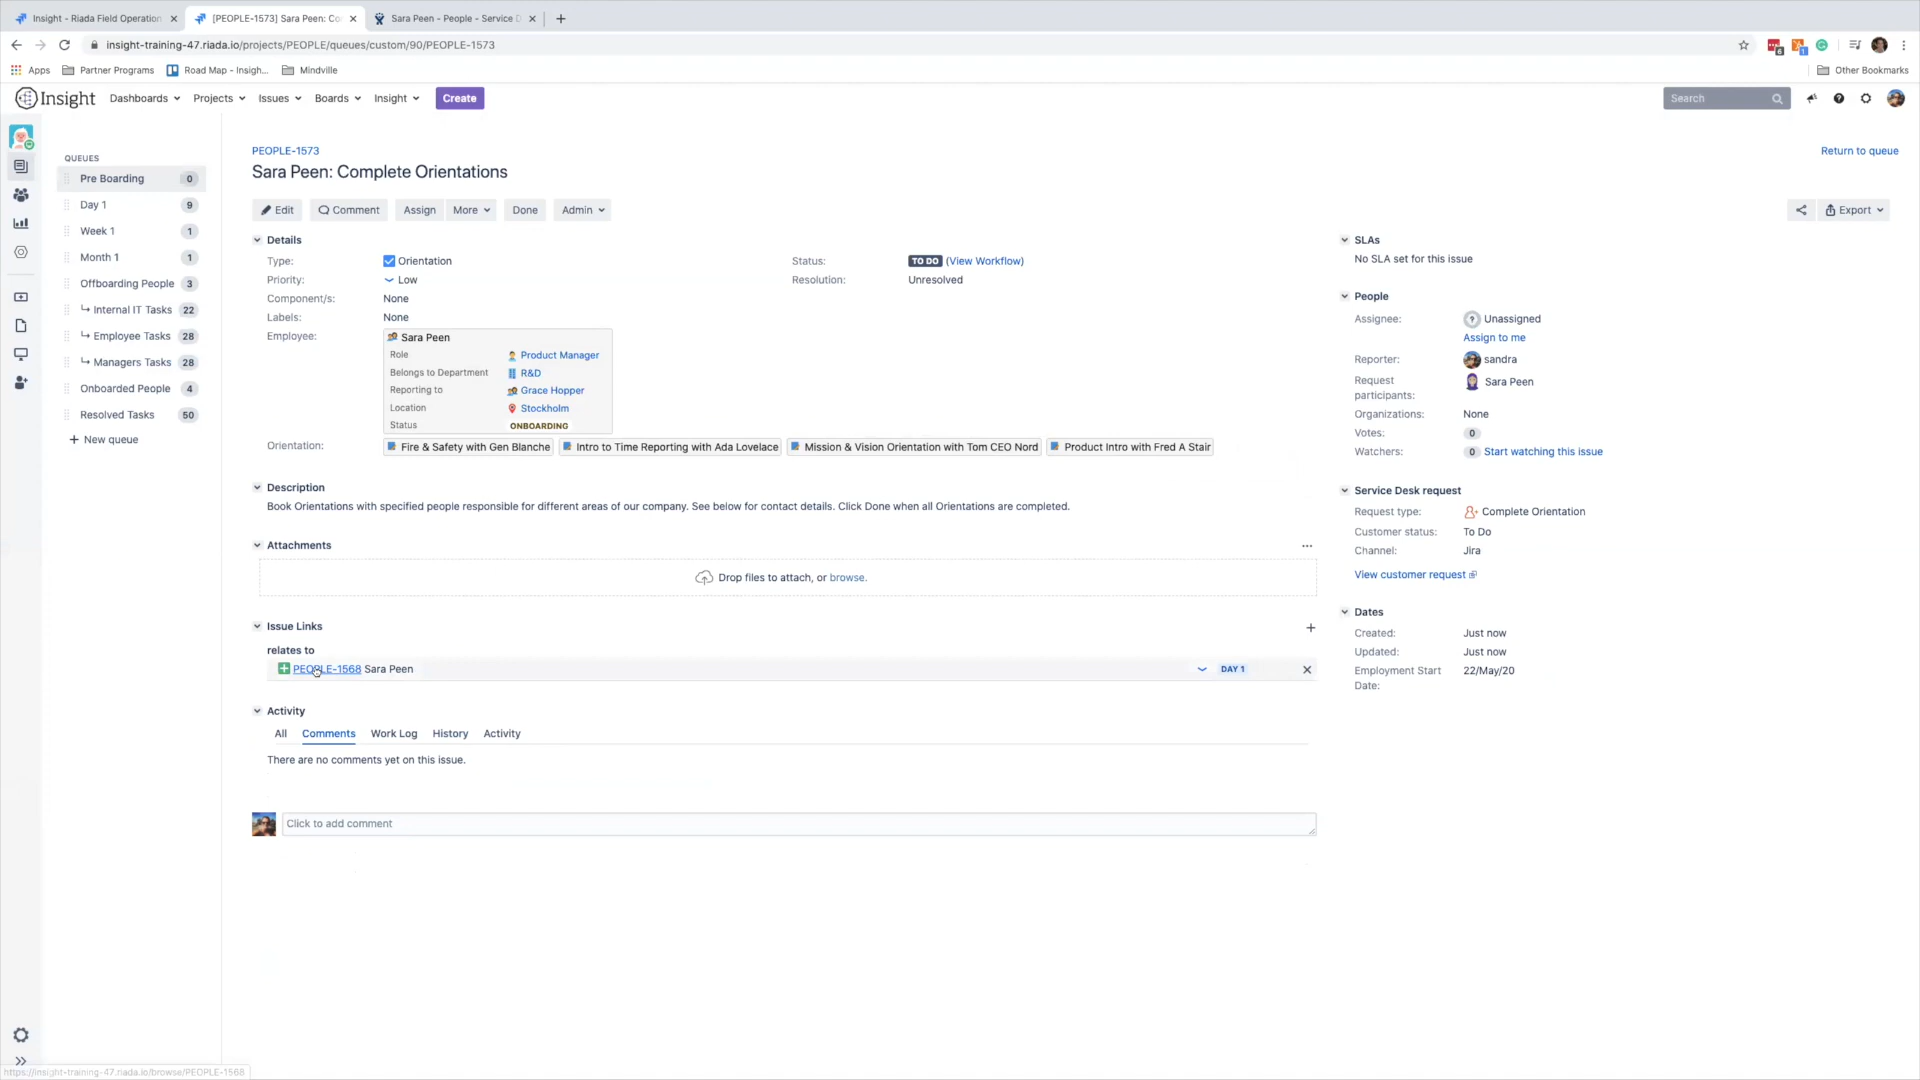 Insight - Riada Field Operation
[PEOPLE-1573] Sara Peen: Co
Sara Peen - People - Service D
insight-training-47.riada.io/projects/PEOPLE/queues/custom/90/PEOPLE-1573
6
1
Apps
Partner Programs
Road Map - Insigh...
Mindville
Other Bookmarks
Insight
Dashboards
Projects
Issues
Boards
Insight
Create
Search
QUEUES
Pre Boarding 0
Day 1 9
Week 1 1
Month 1 1
Offboarding People 3
Internal IT Tasks 22
Employee Tasks 28
Managers Tasks 28
Onboarded People 4
Resolved Tasks 50
+ New queue
PEOPLE-1573
Return to queue
Sara Peen: Complete Orientations
Edit
Comment
Assign
More
Done
Admin
Export
Details
Type: Orientation
Status: TO DO (View Workflow)
Priority: Low
Resolution: Unresolved
Component/s: None
Labels: None
Employee: Sara Peen
Role Product Manager
Belongs to Department R&D
Reporting to Grace Hopper
Location Stockholm
Status ONBOARDING
Orientation: Fire & Safety with Gen Blanche Intro to Time Reporting with Ada Lovelace Mission & Vision Orientation with Tom CEO Nord Product Intro with Fred A Stair
Description
Book Orientations with specified people responsible for different areas of our company. See below for contact details. Click Done when all Orientations are completed.
Attachments
Drop files to attach, or browse.
Issue Links
relates to
PEOPLE-1568 Sara Peen DAY 1
Activity
All Comments Work Log History Activity
There are no comments yet on this issue.
Click to add comment
SLAs
No SLA set for this issue
People
Assignee: Unassigned
Assign to me
Reporter: sandra
Request participants: Sara Peen
Organizations: None
Votes: 0
Watchers: 0 Start watching this issue
Service Desk request
Request type: Complete Orientation
Customer status: To Do
Channel: Jira
View customer request
Dates
Created: Just now
Updated: Just now
Employment Start Date: 22/May/20
https://insight-training-47.riada.io/browse/PEOPLE-1568